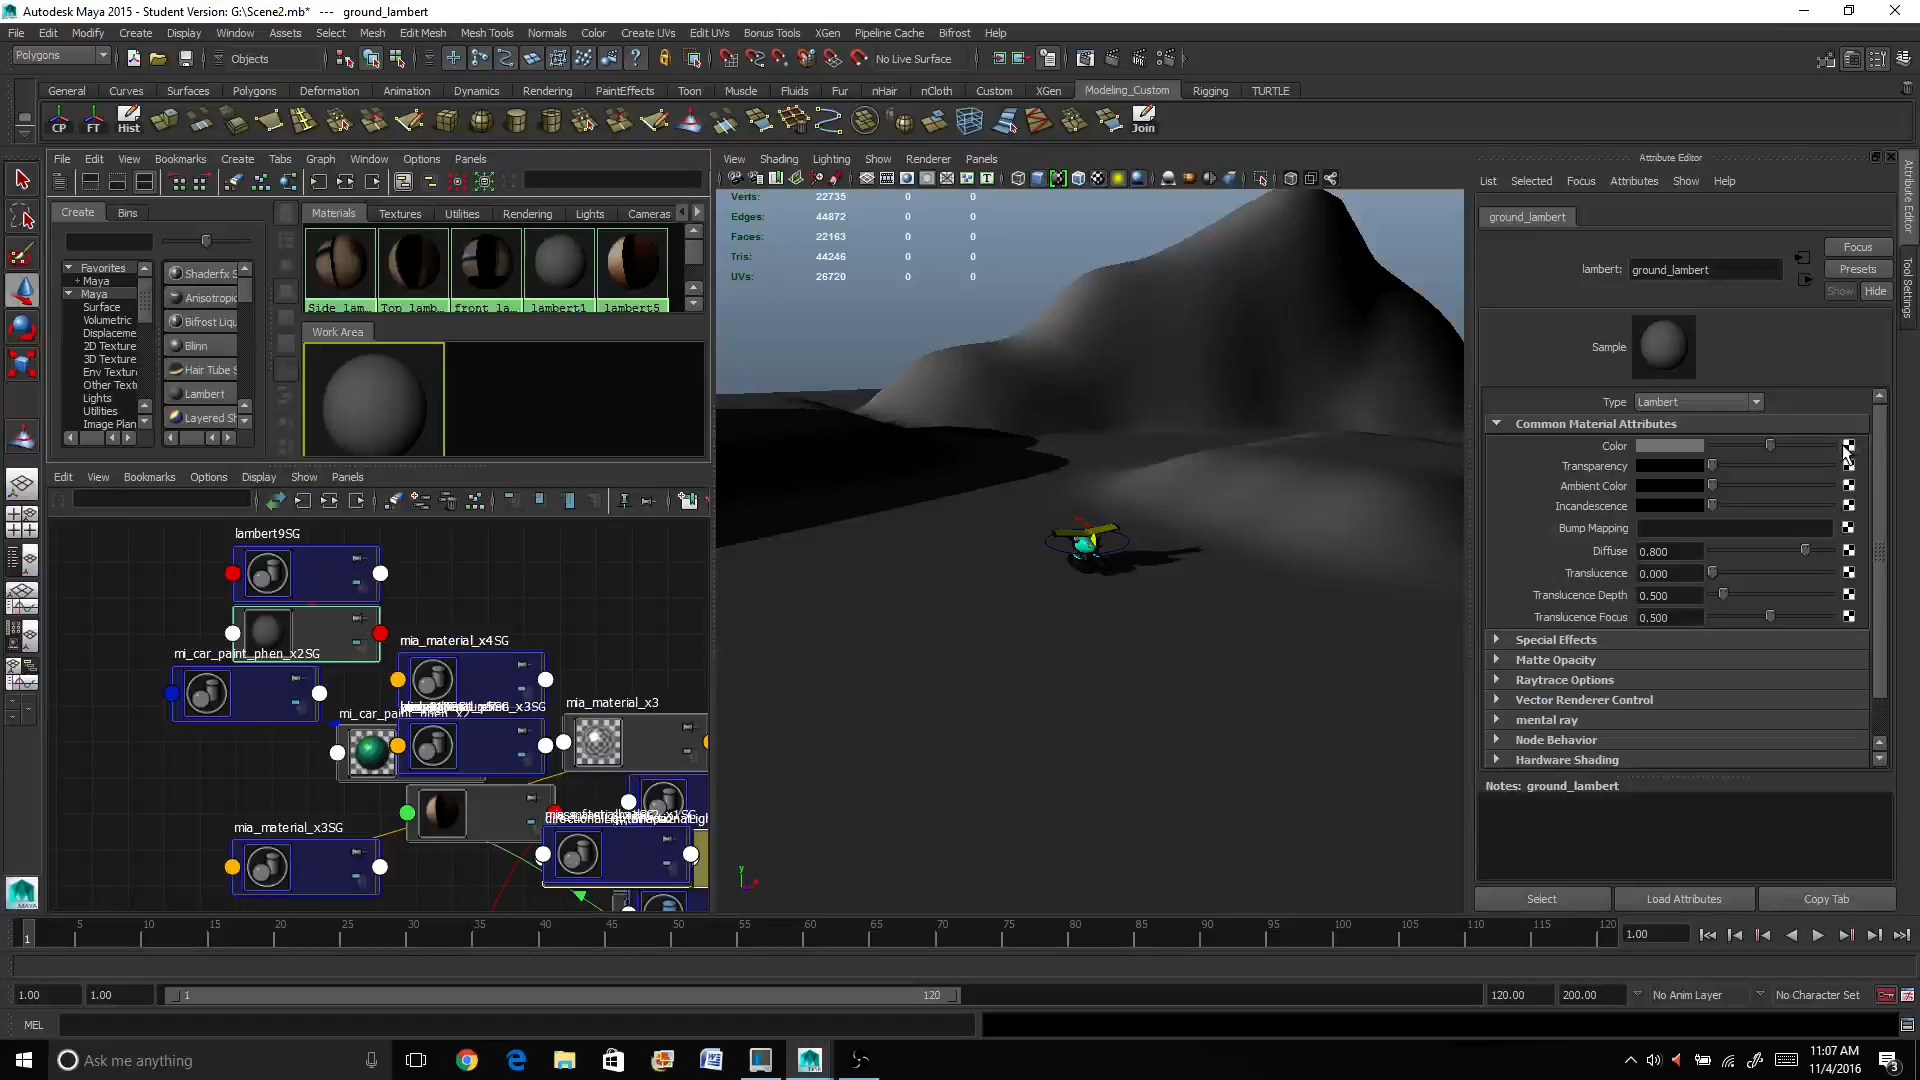 Autodesk Maya 2015 - Student Version: G:\Scene2.mb* --- ground_lambert
File Edit Modify Create Display Window Assets Select Mesh Edit Mesh Mesh Tools Normals Color Create UVs Edit UVs Bonus Tools XGen Pipeline Cache Bifrost Help
Polygons Objects No Live Surface
General Curves Surfaces Polygons Deformation Animation Dynamics Rendering PaintEffects Toon Muscle Fluids Fur nHair nCloth Custom XGen Modeling_Custom Rigging TURTLE
CP FT Hist Join
File Edit View Bookmarks Create Tabs Graph Window Options Panels
Create Bins
Materials Textures Utilities Rendering Lights Cameras
Favorites
+ Maya
Maya
Surface
Volumetric
Displaceme
2D Texture
3D Texture
Env Textur
Other Text
Lights
Utilities
Image Plan
Shaderfx S
Anisotropic
Bifrost Liqu
Blinn
Hair Tube S
Lambert
Layered Sh
Side_lam... Top_lamb... front_la... lambert1 lambert5
Work Area
Edit View Bookmarks Options Display Show Panels
lambert9SG
mi_car_paint_phen_x2SG
mia_material_x4SG
mia_material_x3
mi_car_paint_phen_x2
mia_material_x3SG
View Shading Lighting Show Renderer Panels
Verts: 22735 0 0
Edges: 44872 0 0
Faces: 22163 0 0
Tris: 44246 0 0
UVs: 26720 0 0
y
Attribute Editor
List Selected Focus Attributes Show Help
ground_lambert
Focus
lambert: ground_lambert Presets
Show Hide
Sample
Type Lambert
Common Material Attributes
Color
Transparency
Ambient Color
Incandescence
Bump Mapping
Diffuse 0.800
Translucence 0.000
Translucence Depth 0.500
Translucence Focus 0.500
Special Effects
Matte Opacity
Raytrace Options
Vector Renderer Control
mental ray
Node Behavior
Hardware Shading
Notes: ground_lambert
Select Load Attributes Copy Tab
Attribute Editor
Tool Settings
1 5 10 15 20 25 30 35 40 45 50 55 60 65 70 75 80 85 90 95 100 105 110 115 120 1.00
1.00 1.00 1 120 120.00 200.00 No Anim Layer No Character Set
MEL
Ask me anything
11:07 AM
11/4/2016
3